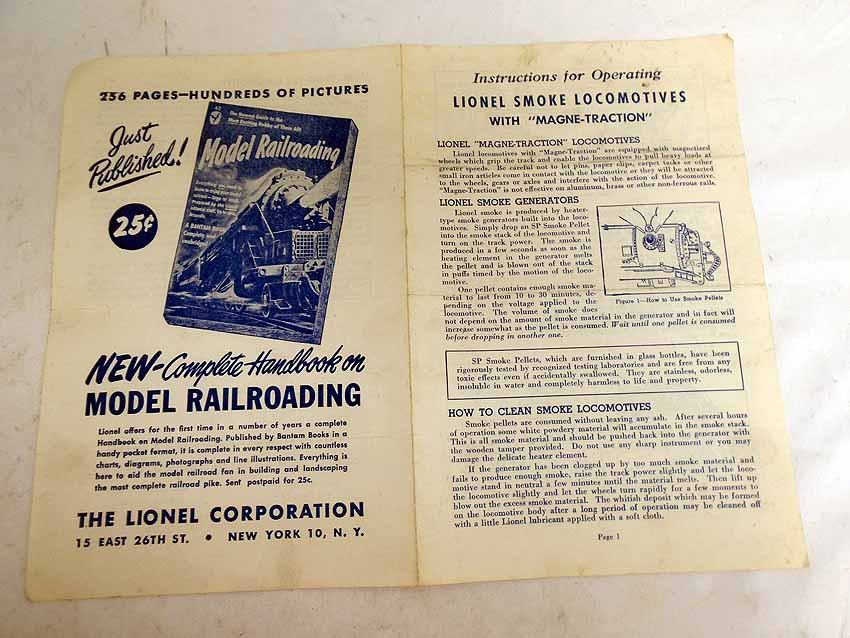 256 PAGES—HUNDREDS OF PICTURES
Just
Published!
25¢
The Newest Guide to the
Most Exciting Hobby of Them All!
Model Railroading
Everything you need to
A BANTAM
Complete
NEW—Complete Handbook on
MODEL RAILROADING
Lionel offers for the first time in a number of years a complete
Handbook on Model Railroading. Published by Bantam Books in a
handy pocket format, it is complete in every respect with countless
charts, diagrams, photographs and line illustrations. Everything is
here to aid the model railroad fan in building and landscaping
the most complete railroad pike. Sent postpaid for 25c.
THE LIONEL CORPORATION
15 EAST 26TH ST. • NEW YORK 10, N. Y.
Instructions for Operating
LIONEL SMOKE LOCOMOTIVES
WITH "MAGNE-TRACTION"
LIONEL "MAGNE-TRACTION" LOCOMOTIVES
Lionel locomotives with "Magne-Traction" are equipped with magnetized
wheels which grip the track and enable the locomotives to pull heavy loads at
greater speeds. Be careful not to let pins, paper clips, carpet tacks or other
small iron articles come in contact with the locomotive or they will be attracted
to the wheels, gears or axles and interfere with the action of the locomotive.
"Magne-Traction" is not effective on aluminum, brass or other non-ferrous rails.
LIONEL SMOKE GENERATORS
Lionel smoke is produced by heater-
type smoke generators built into the loco-
motives. Simply drop an SP Smoke Pellet
into the smoke stack of the locomotive and
turn on the track power. The smoke is
produced in a few seconds as soon as the
heating element in the generator melts
the pellet and is blown out of the stack
in puffs timed by the motion of the loco-
motive.
One pellet contains enough smoke ma-
terial to last from 10 to 30 minutes, de-
pending on the voltage applied to the
locomotive. The volume of smoke does
not depend on the amount of smoke material in the generator and in fact will
increase somewhat as the pellet is consumed. Wait until one pellet is consumed
before dropping in another one.
Figure 1—How to Use Smoke Pellets
SP Smoke Pellets, which are furnished in glass bottles, have been
rigorously tested by recognized testing laboratories and are free from any
toxic effects even if accidentally swallowed. They are stainless, odorless,
insoluble in water and completely harmless to life and property.
HOW TO CLEAN SMOKE LOCOMOTIVES
Smoke pellets are consumed without leaving any ash. After several hours
of operation some white powdery material will accumulate in the smoke stack.
This is all smoke material and should be pushed back into the generator with
the wooden tamper provided. Do not use any sharp instrument or you may
damage the delicate heater element.
If the generator has been clogged up by too much smoke material and
fails to produce enough smoke, raise the track power slightly and let the loco-
motive stand in neutral a few minutes until the material melts. Then lift up
the locomotive slightly and let the wheels turn rapidly for a few moments to
blow out the excess smoke material. The whitish deposit which may be formed
on the locomotive body after a long period of operation may be cleaned off
with a little Lionel lubricant applied with a soft cloth.
Page 1